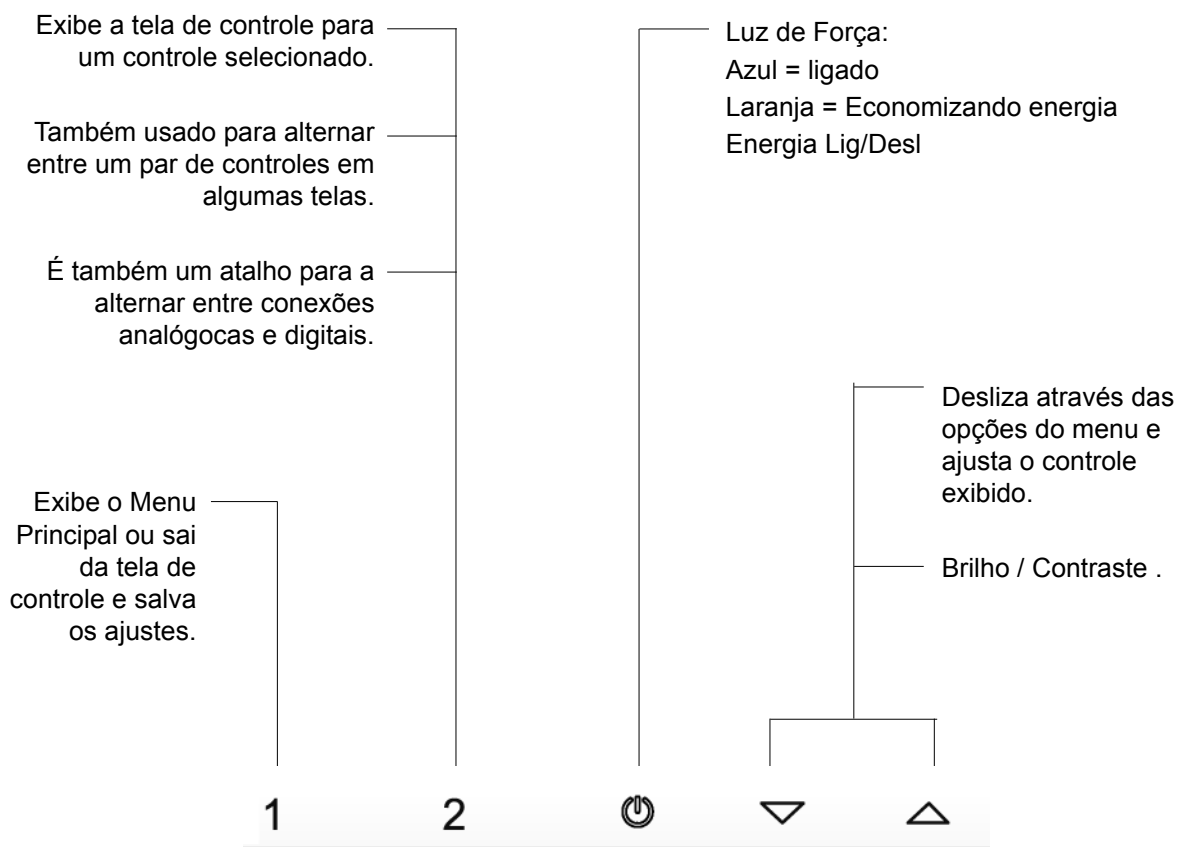 Exibe a tela de controle para
um controle selecionado.
Também usado para alternar
entre um par de controles em
algumas telas.
É também um atalho para a
alternar entre conexões
analógocas e digitais.
Exibe o Menu
Principal ou sai
da tela de
controle e salva
os ajustes.
Luz de Força:
Azul = ligado
Laranja = Economizando energia
Energia Lig/Desl
Desliza através das
opções do menu e
ajusta o controle
exibido.
Brilho / Contraste .
1 2